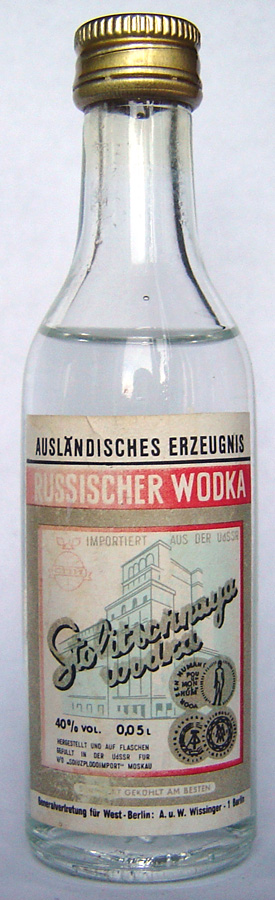 AUSLÄNDISCHES ERZEUGNIS
RUSSISCHER WODKA
IMPORTIERT AUS DER UdSSR
Stolitschnaya
wodka
40% VOL. 0,05 L
HERGESTELLT UND AUF FLASCHEN
GEFÜLLT IN DER UdSSR FÜR
V/O "SOJUZPLODOIMPORT" MOSKAU
GEKÜHLT AM BESTEN
Generalvertretung für West-Berlin: A. u. W. Wissinger - 1 Berlin